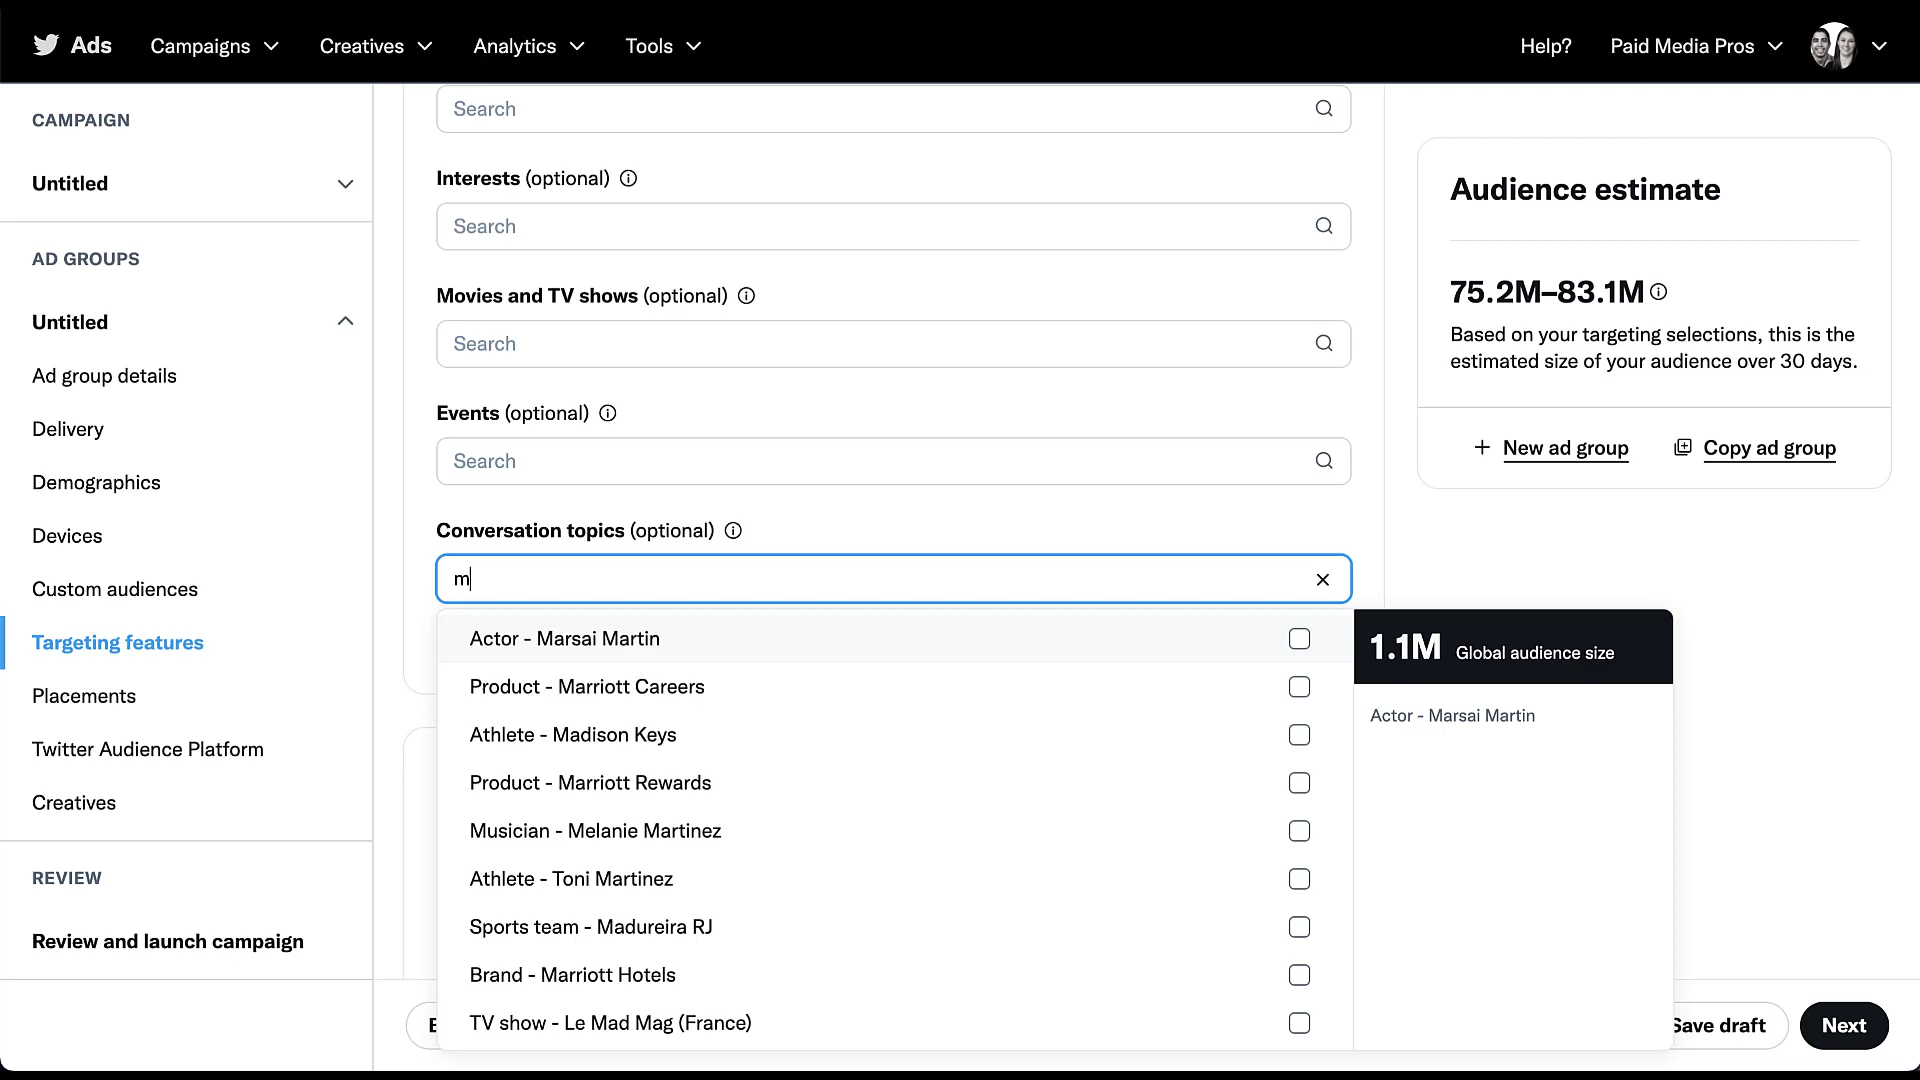 Ads
Campaigns
Creatives
Analytics
Tools
Help?
Paid Media Pros
CAMPAIGN
Untitled
AD GROUPS
Untitled
Ad group details
Delivery
Demographics
Devices
Custom audiences
Targeting features
Placements
Twitter Audience Platform
Creatives
REVIEW
Review and launch campaign
Search
Interests (optional)
Search
Movies and TV shows (optional)
Search
Events (optional)
Search
Conversation topics (optional)
m
Actor - Marsai Martin
Product - Marriott Careers
Athlete - Madison Keys
Product - Marriott Rewards
Musician - Melanie Martinez
Athlete - Toni Martinez
Sports team - Madureira RJ
Brand - Marriott Hotels
TV show - Le Mad Mag (France)
1.1M Global audience size
Actor - Marsai Martin
Audience estimate
75.2M–83.1M
Based on your targeting selections, this is the
estimated size of your audience over 30 days.
New ad group
Copy ad group
Save draft
Next